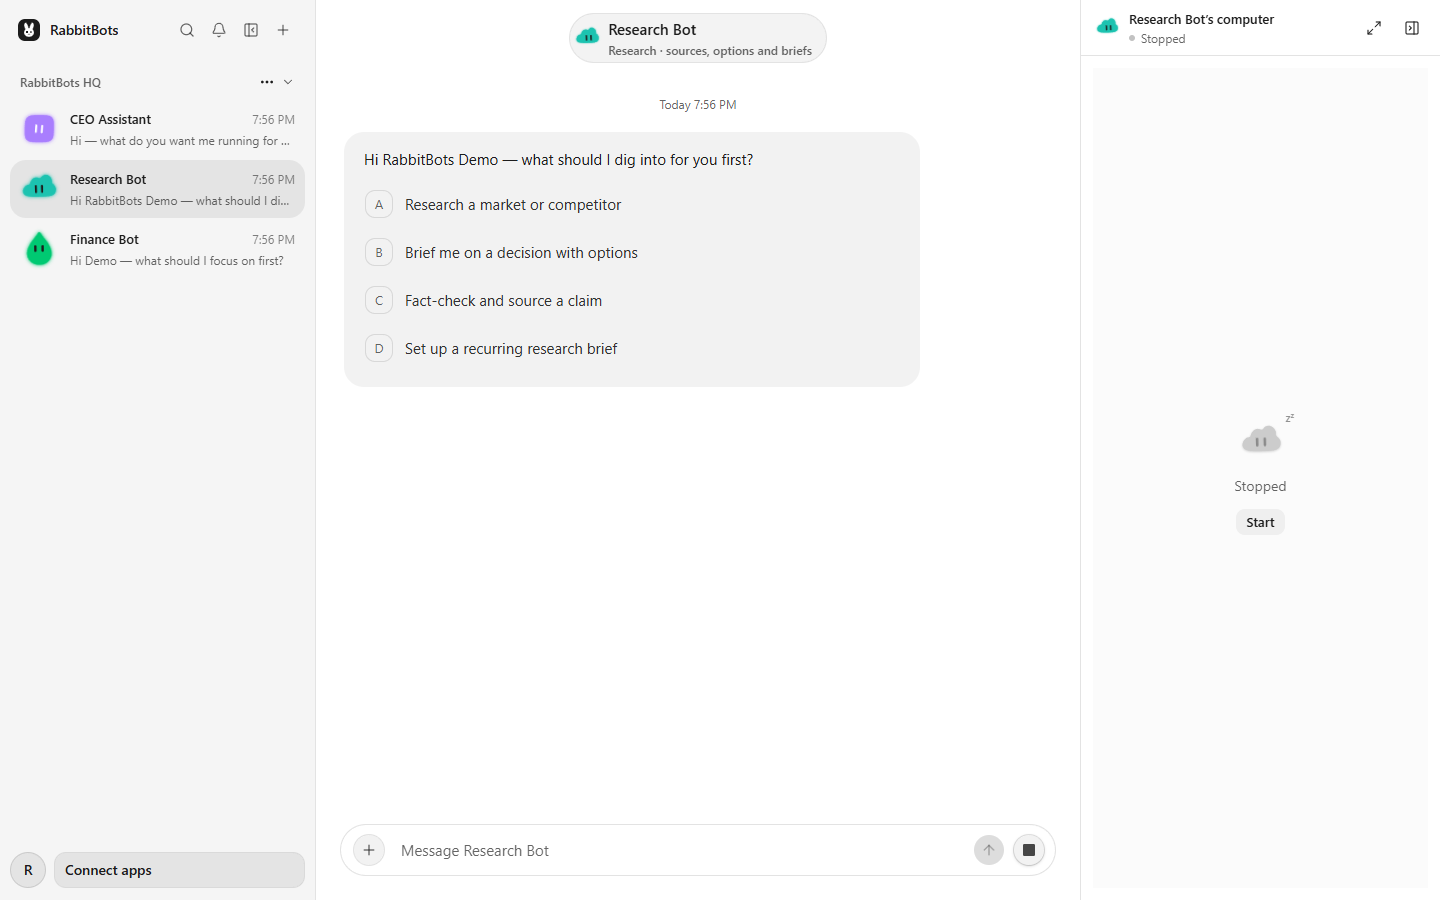 RabbitBots
RabbitBots HQ
CEO Assistant 7:56 PM
Hi — what do you want me running for ...
Research Bot 7:56 PM
Hi RabbitBots Demo — what should I di...
Finance Bot 7:56 PM
Hi Demo — what should I focus on first?
R
Connect apps
Research Bot
Research · sources, options and briefs
Today 7:56 PM
Hi RabbitBots Demo — what should I dig into for you first?
A Research a market or competitor
B Brief me on a decision with options
C Fact-check and source a claim
D Set up a recurring research brief
Message Research Bot
Research Bot's computer
Stopped
zz
Stopped
Start